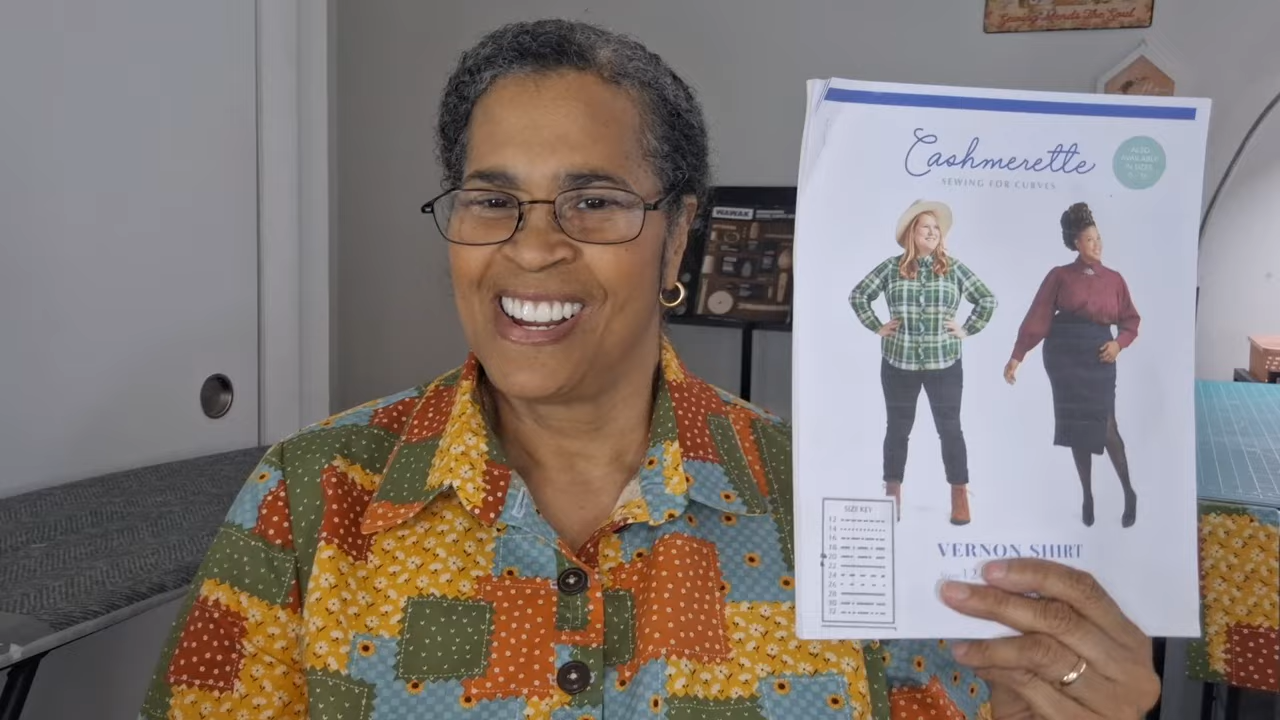 Cashmerette
SEWING FOR CURVES
ALSO
AVAILABLE
IN SIZES
WAWAK
SIZE KEY
12
14
16
18
20
22
24
26
28
30
32
VERNON SHIRT